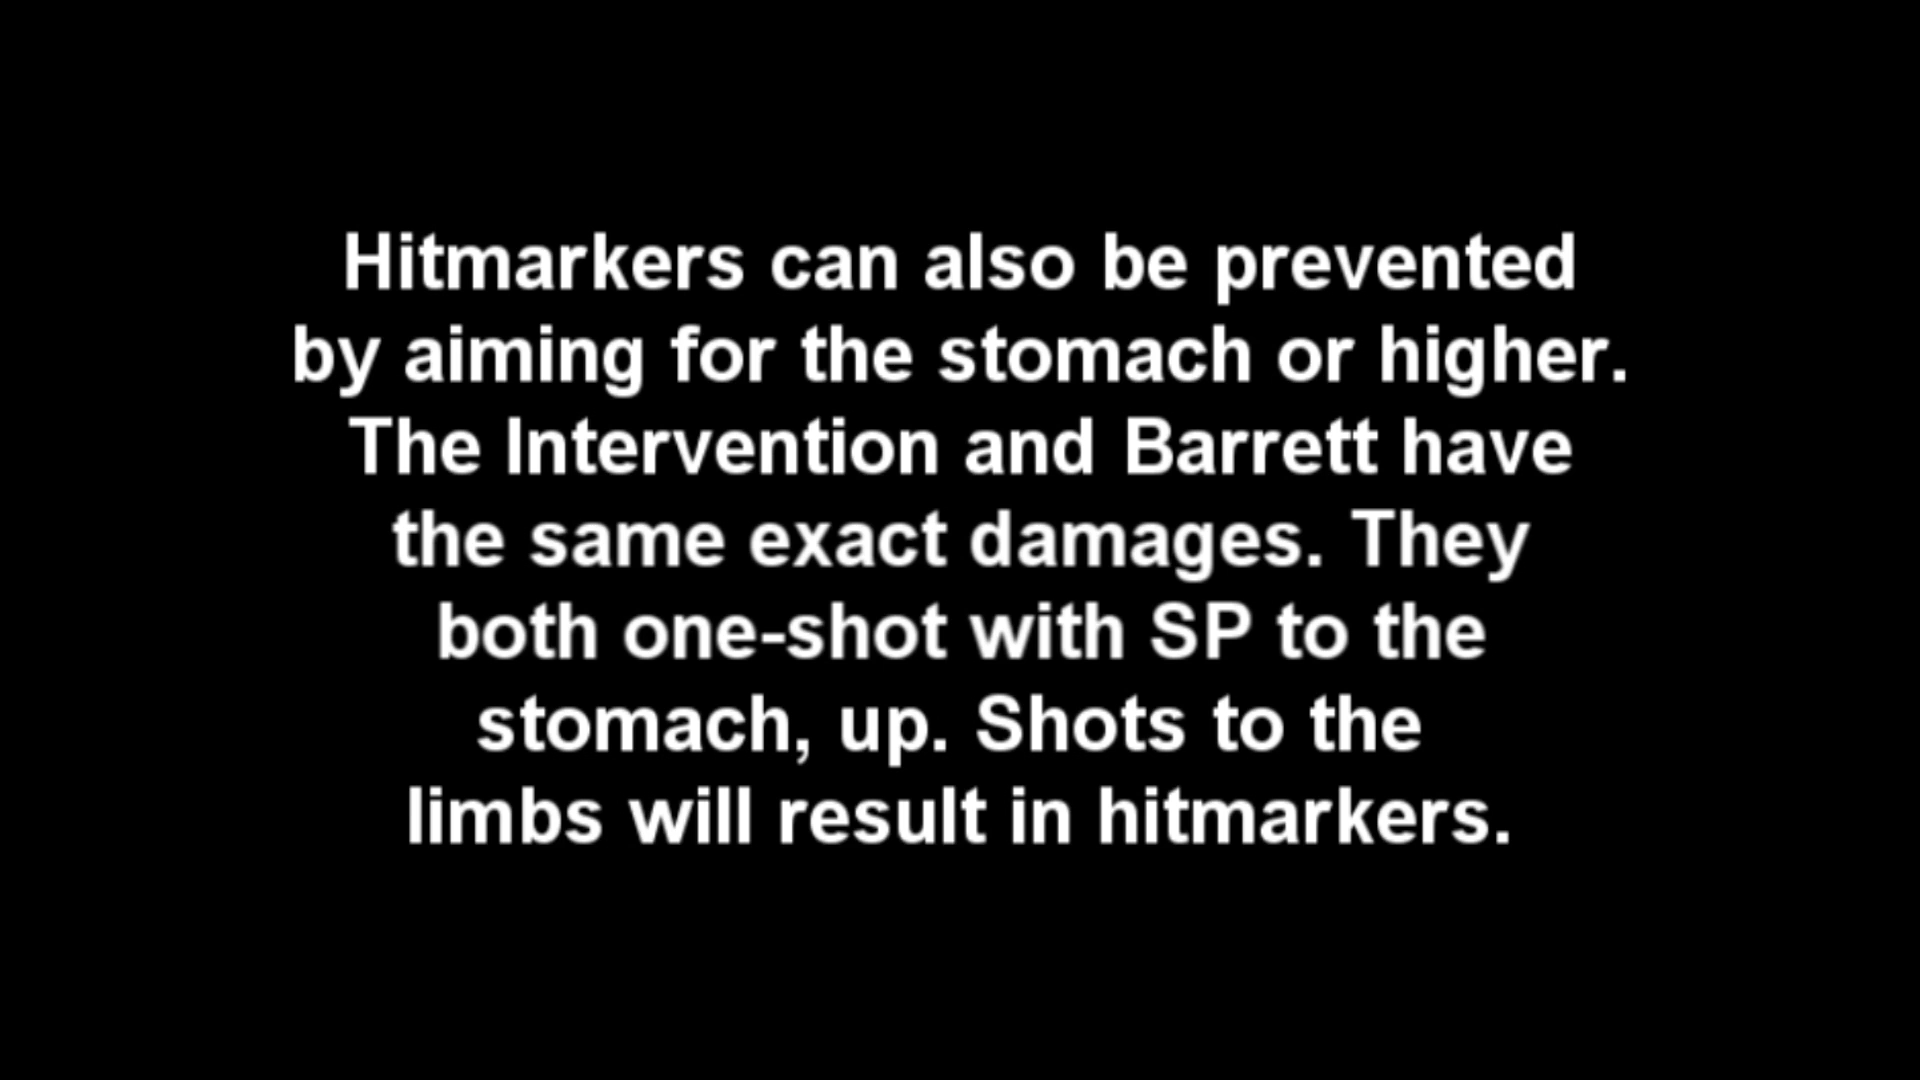 Hitmarkers can also be prevented
by aiming for the stomach or higher.
The Intervention and Barrett have
the same exact damages. They
both one-shot with SP to the
stomach, up. Shots to the
limbs will result in hitmarkers.